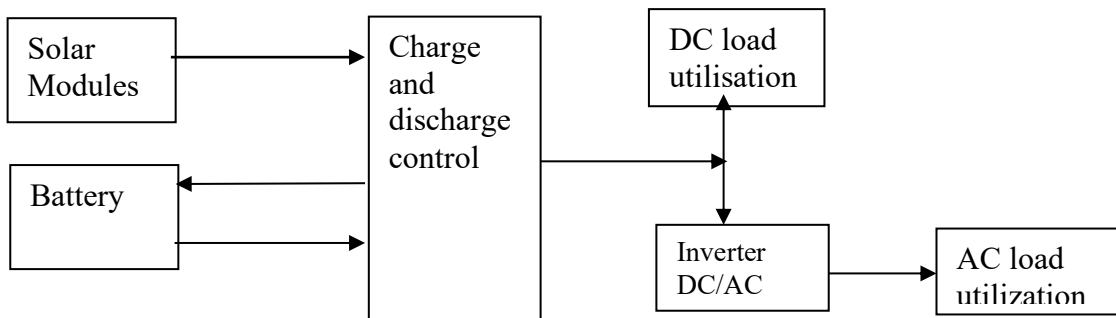 Solar
Modules
Charge
and
discharge
control
DC load
utilisation
Battery
Inverter
DC/AC
AC load
utilization